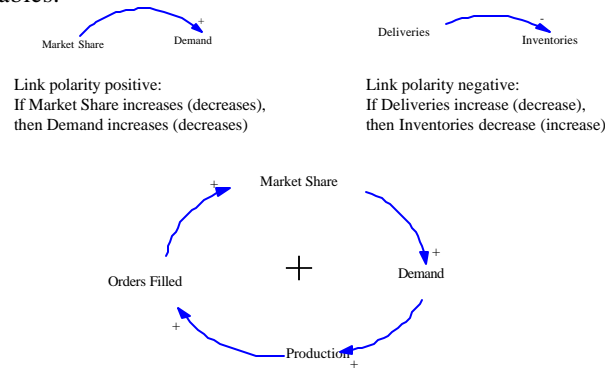 ables.
+
Market Share
Demand
-
Deliveries
Inventories
Link polarity positive:
If Market Share increases (decreases),
then Demand increases (decreases)
Link polarity negative:
If Deliveries increase (decrease),
then Inventories decrease (increase)
+
Market Share
+
+
Demand
Orders Filled
+
Production
+